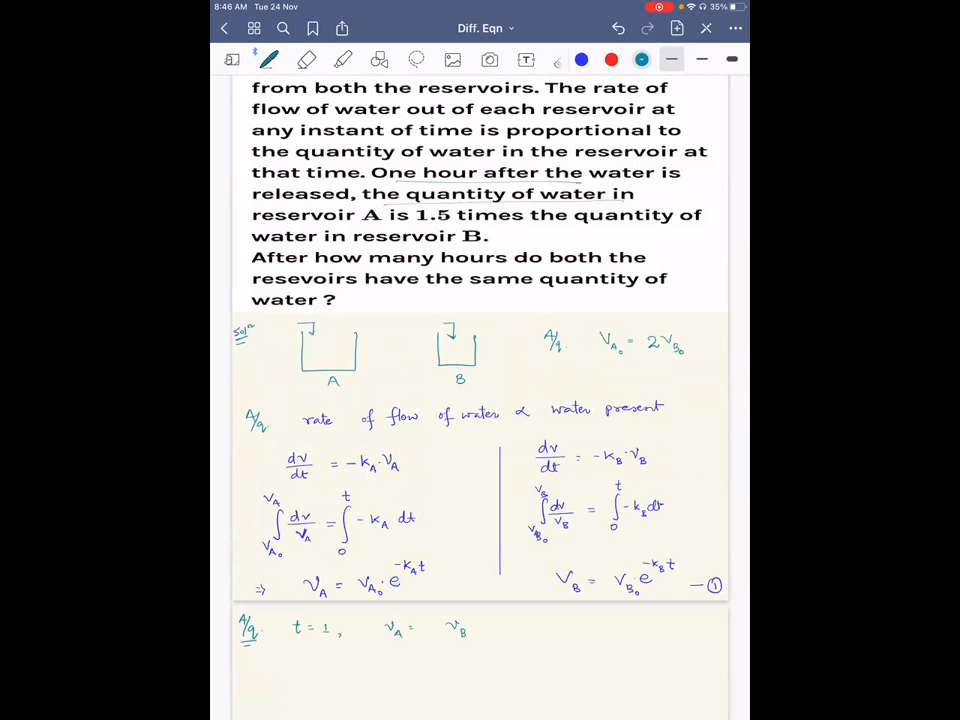 8:46 AM Tue 24 Nov 35%
Diff. Eqn
from both the reservoirs. The rate of
flow of water out of each reservoir at
any instant of time is proportional to
the quantity of water in the reservoir at
that time. One hour after the water is
released, the quantity of water in
reservoir A is 1.5 times the quantity of
water in reservoir B.
After how many hours do both the
resevoirs have the same quantity of
water ?
Solⁿ A/q. V_A₀ = 2V_B₀
A B
A/q. rate of flow of water ∝ water present
dv/dt = -k_A·V_A
∫_{V_A₀}^{V_A} dv/V_A = ∫_0^t -k_A dt
⇒ V_A = V_A₀·e^{-k_A t}
dv/dt = -k_B·V_B
∫_{V_B₀}^{V_B} dv/V_B = ∫_0^t -k_B dt
V_B = V_B₀·e^{-k_B t} — ①
A/q. t = 1, V_A = V_B